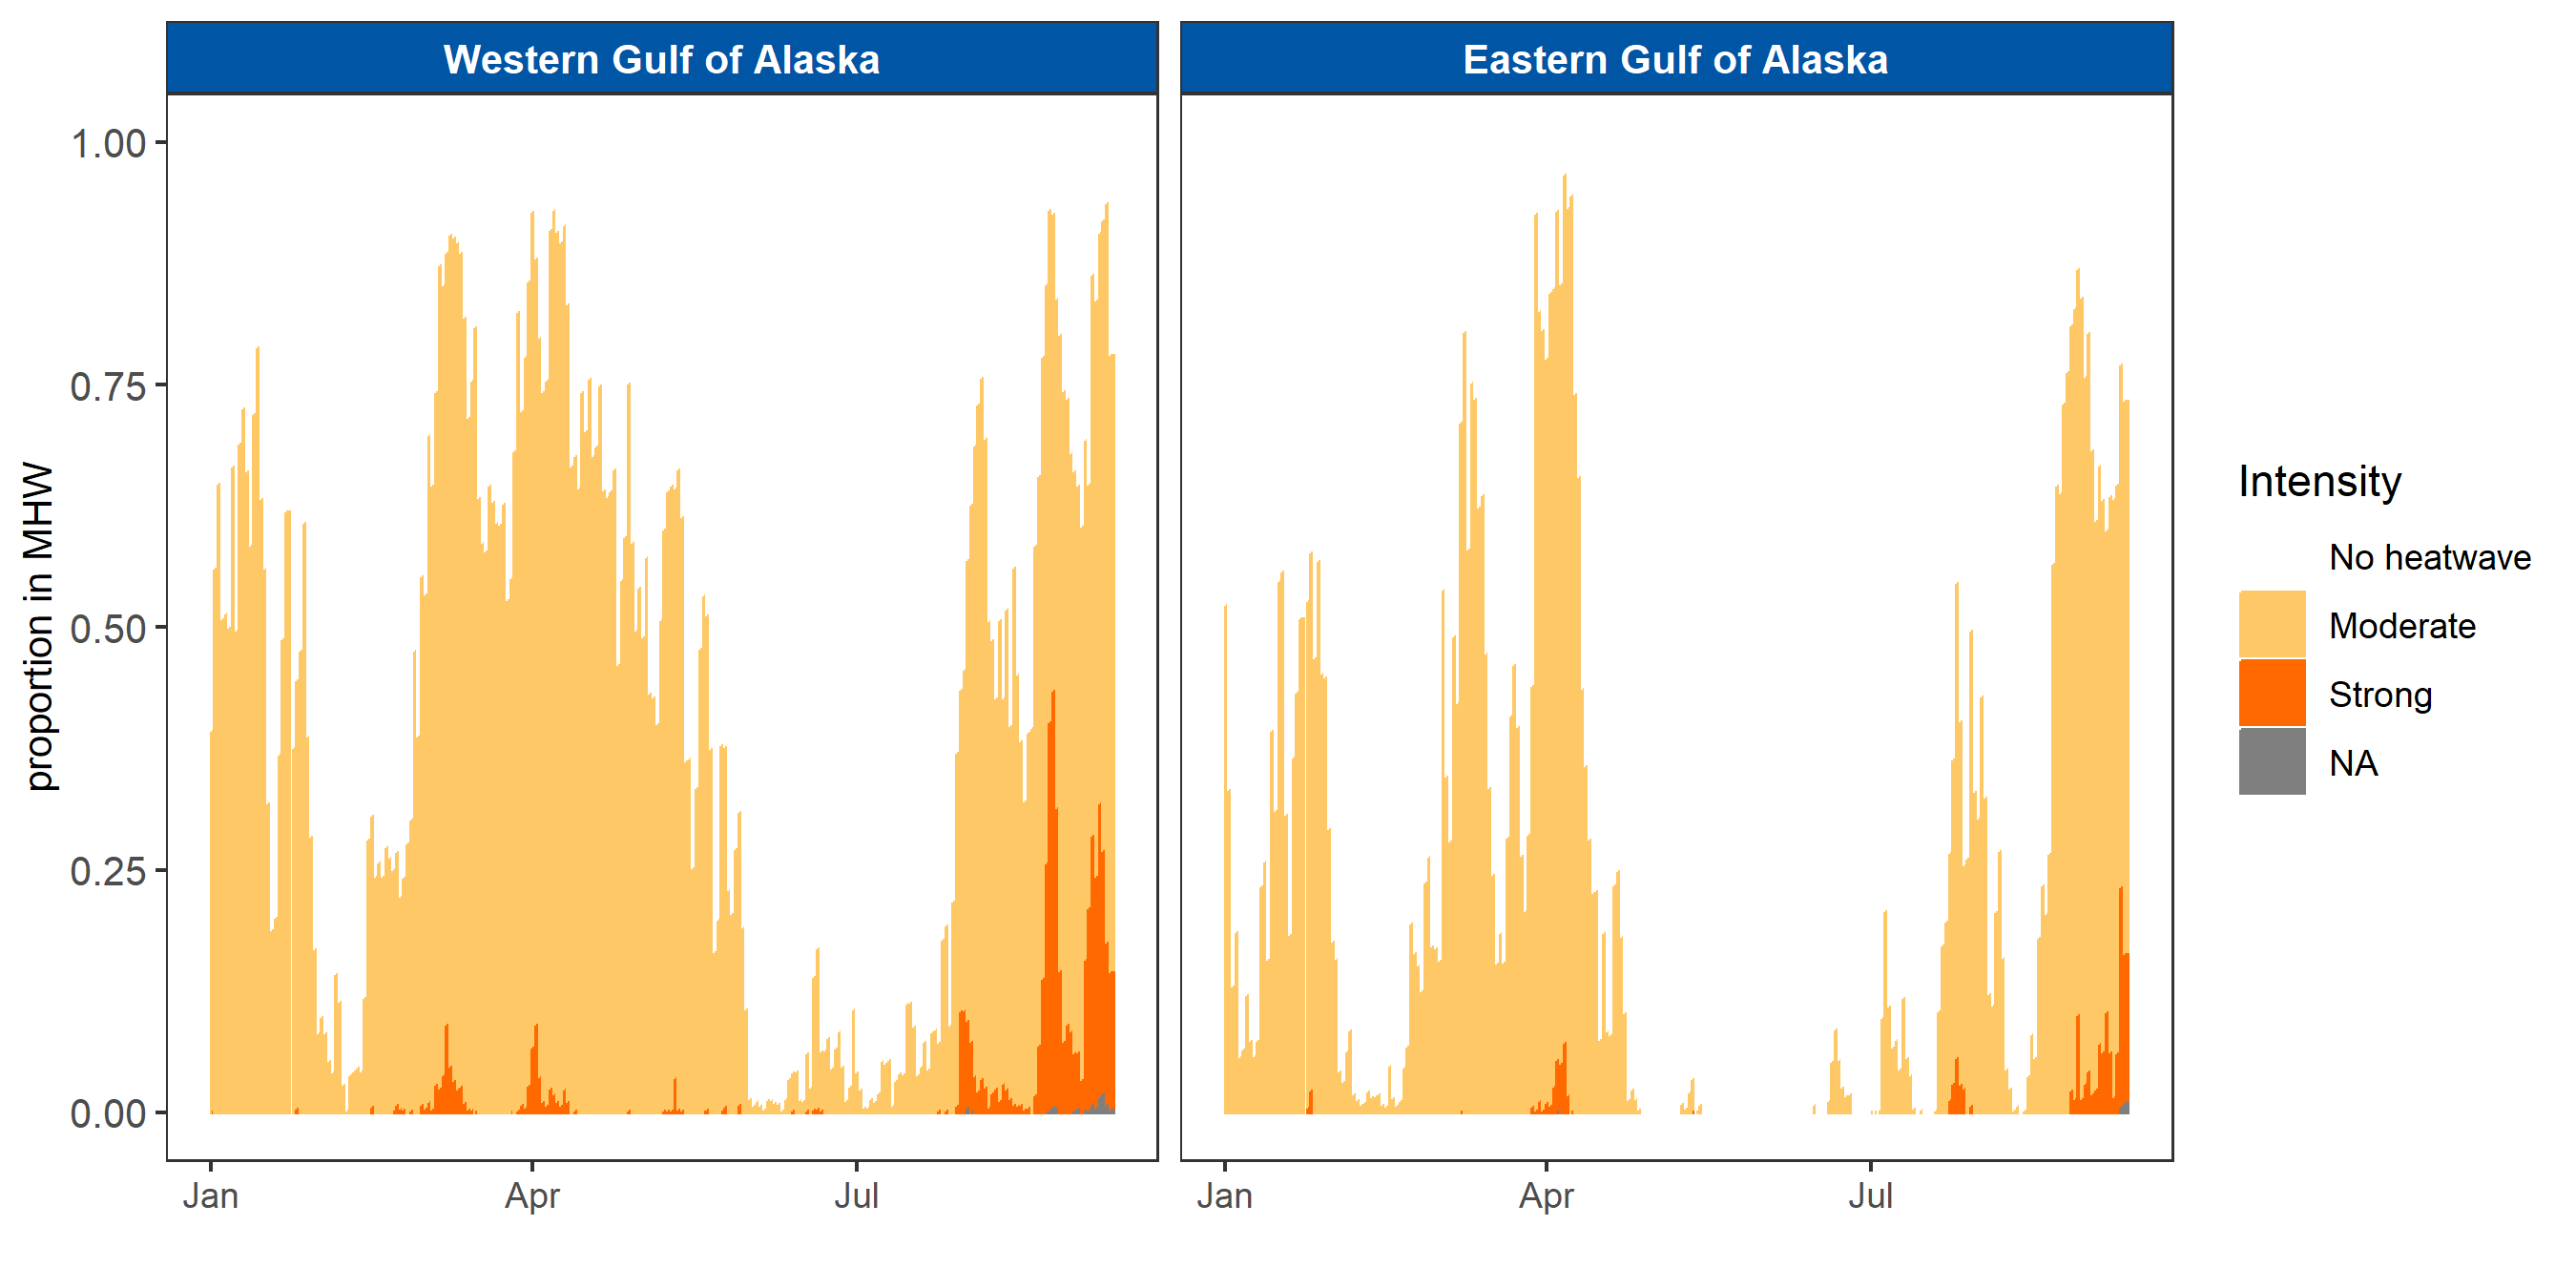 Western Gulf of Alaska
Eastern Gulf of Alaska
proportion in MHW
1.00
0.75
0.50
0.25
0.00
Jan
Apr
Jul
Jan
Apr
Jul
Intensity
No heatwave
Moderate
Strong
NA